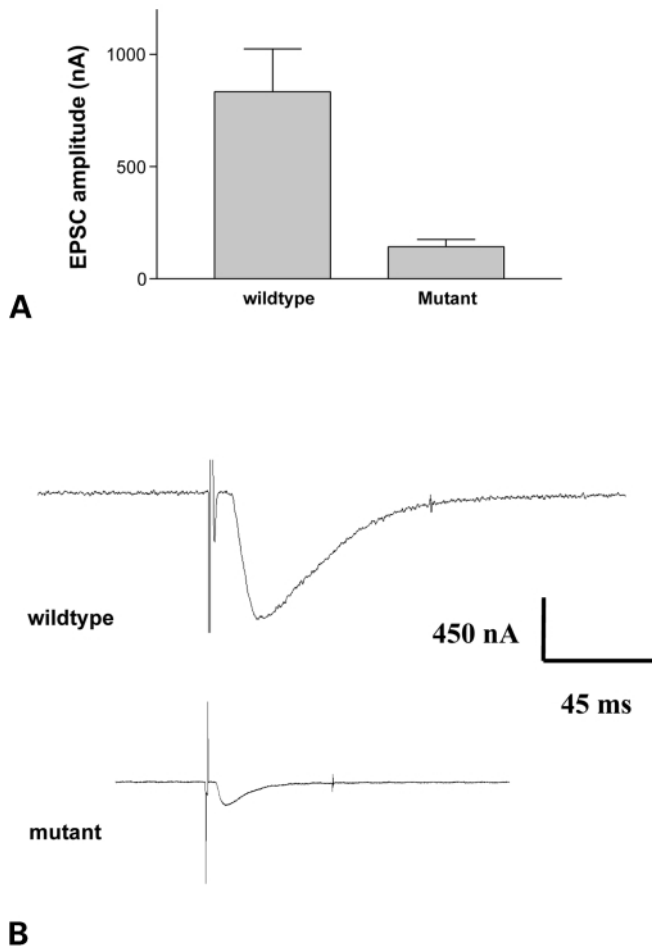 EPSC amplitude (nA)
1000
500
0
wildtype Mutant
A
wildtype
450 nA
45 ms
mutant
B